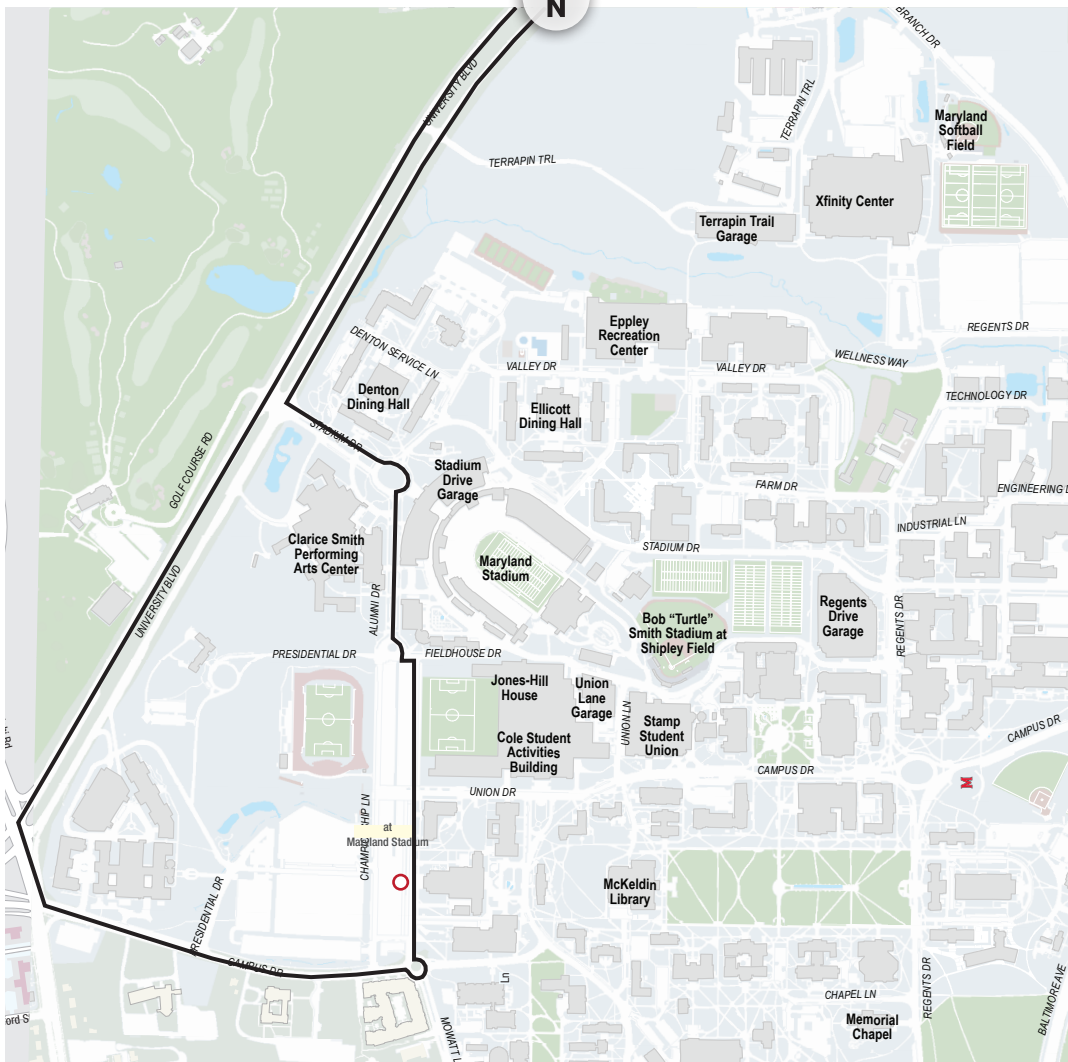 N
BRANCH DR
UNIVERSITY BLVD
TERRAPIN TRL
Maryland
Softball
Field
TERRAPIN TRL
Xfinity Center
Terrapin Trail
Garage
Eppley
Recreation
Center
REGENTS DR
DENTON SERVICE LN
WELLNESS WAY
VALLEY DR
VALLEY DR
Denton
Dining Hall
TECHNOLOGY DR
Ellicott
Dining Hall
STADIUM DR
GOLF COURSE RD
Stadium
Drive
Garage
FARM DR
ENGINEERING L
INDUSTRIAL LN
Clarice Smith
Performing
Arts Center
STADIUM DR
Maryland
Stadium
UNIVERSITY BLVD
ALUMNI DR
Bob “Turtle”
Smith Stadium at
Shipley Field
Regents
Drive
Garage
REGENTS DR
PRESIDENTIAL DR
FIELDHOUSE DR
Jones-Hill
House
Union
Lane
Garage
UNION LN
Stamp
Student
Union
CAMPUS DR
Cole Student
Activities
Building
CAMPUS DR
M
UNION DR
CHAMP
HIP LN
at
Maryland Stadium
McKeldin
Library
PRESIDENTIAL DR
CAMPUS DR
LI
REGENTS DR
CHAPEL LN
BALTIMORE AVE
Memorial
Chapel
MOWATT L
ord S